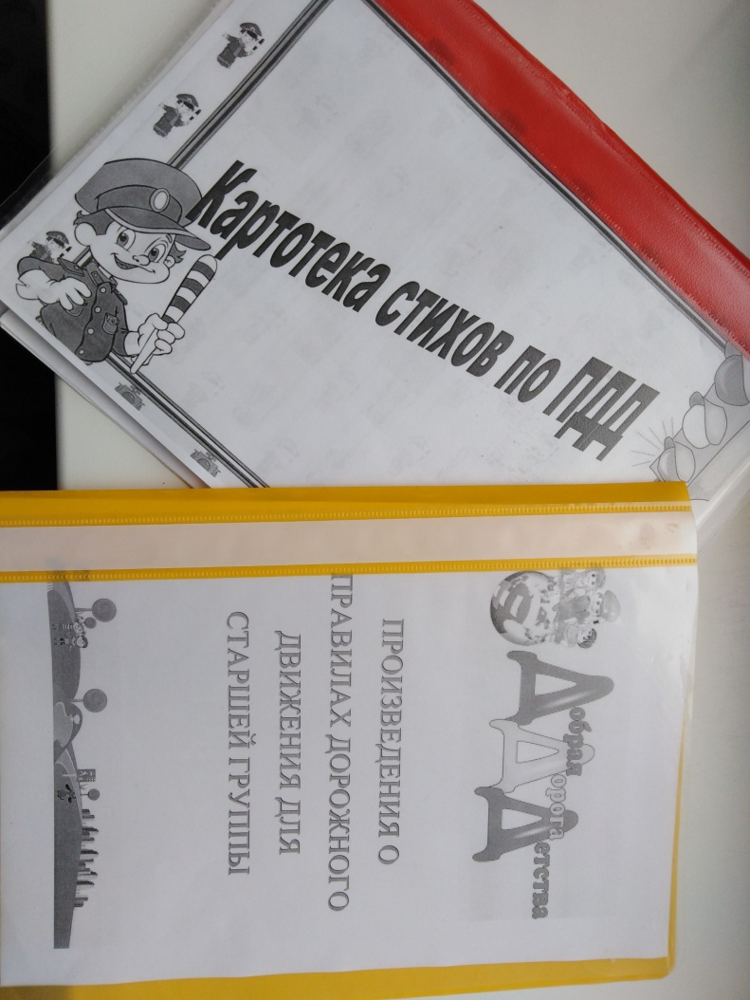 Картотека стихов по ПДД
Добрая
Дорога
Детства
ПРОИЗВЕДЕНИЯ О
ПРАВИЛАХ ДОРОЖНОГО
ДВИЖЕНИЯ ДЛЯ
СТАРШЕЙ ГРУППЫ